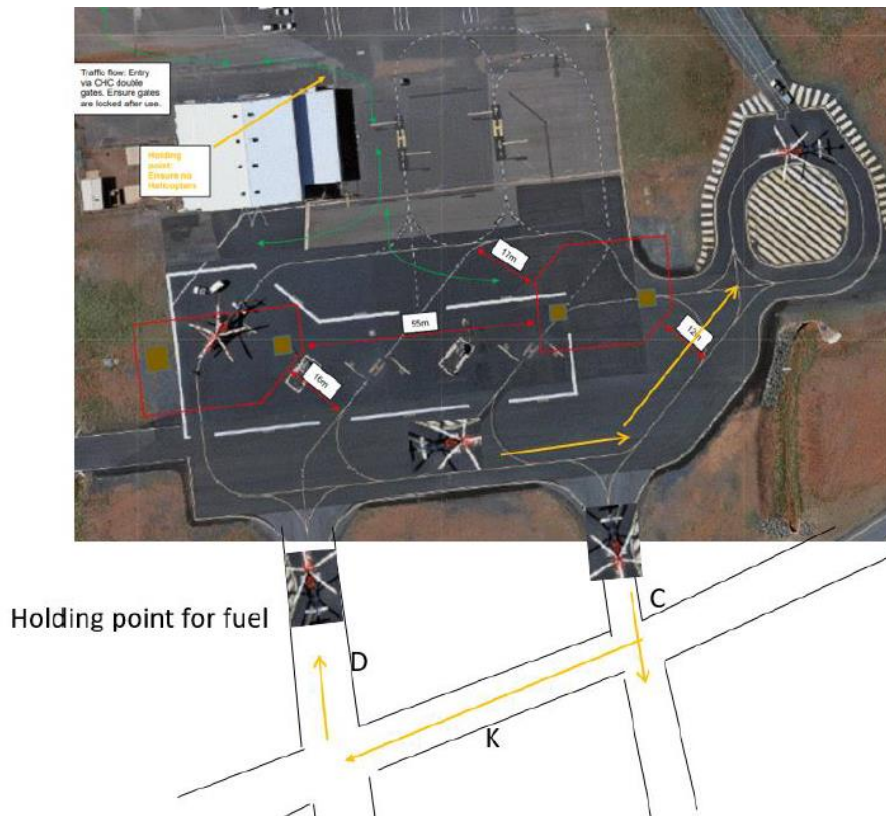 Traffic flow: Entry
via CHC double
gates. Ensure gates
are locked after use.
Holding
point:
Ensure no
Helicopters
17m
55m
12m
16m
Holding point for fuel
C
D
K